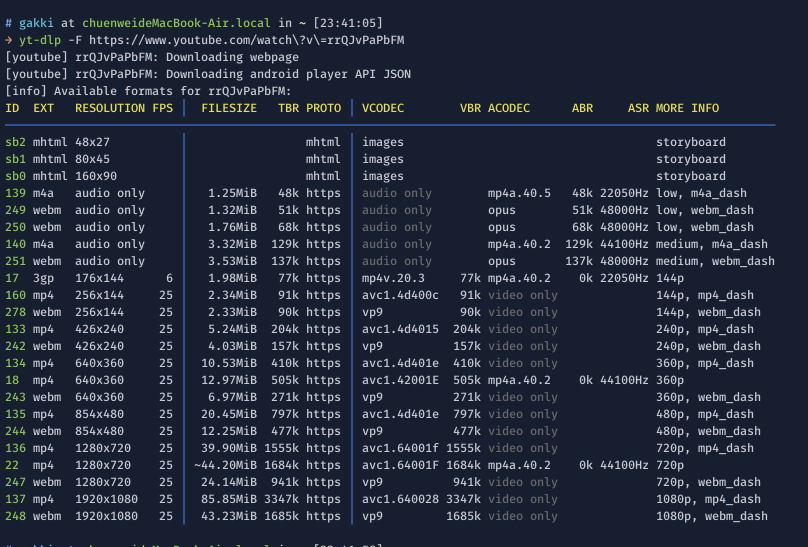 # gakki at chuenweideMacBook-Air.local in ~ [23:41:05]
→ yt-dlp -F https://www.youtube.com/watch\?v\=rrQJvPaPbFM
[youtube] rrQJvPaPbFM: Downloading webpage
[youtube] rrQJvPaPbFM: Downloading android player API JSON
[info] Available formats for rrQJvPaPbFM:
ID  EXT   RESOLUTION FPS │  FILESIZE   TBR PROTO │ VCODEC        VBR ACODEC      ABR     ASR MORE INFO
sb2 mhtml 48x27          │                 mhtml │ images                                    storyboard
sb1 mhtml 80x45          │                 mhtml │ images                                    storyboard
sb0 mhtml 160x90         │                 mhtml │ images                                    storyboard
139 m4a   audio only     │   1.25MiB   48k https │ audio only        mp4a.40.5   48k 22050Hz low, m4a_dash
249 webm  audio only     │   1.32MiB   51k https │ audio only        opus        51k 48000Hz low, webm_dash
250 webm  audio only     │   1.76MiB   68k https │ audio only        opus        68k 48000Hz low, webm_dash
140 m4a   audio only     │   3.32MiB  129k https │ audio only        mp4a.40.2  129k 44100Hz medium, m4a_dash
251 webm  audio only     │   3.53MiB  137k https │ audio only        opus       137k 48000Hz medium, webm_dash
17  3gp   176x144      6 │   1.98MiB   77k https │ mp4v.20.3     77k mp4a.40.2    0k 22050Hz 144p
160 mp4   256x144     25 │   2.34MiB   91k https │ avc1.4d400c   91k video only              144p, mp4_dash
278 webm  256x144     25 │   2.33MiB   90k https │ vp9           90k video only              144p, webm_dash
133 mp4   426x240     25 │   5.24MiB  204k https │ avc1.4d4015  204k video only              240p, mp4_dash
242 webm  426x240     25 │   4.03MiB  157k https │ vp9          157k video only              240p, webm_dash
134 mp4   640x360     25 │  10.53MiB  410k https │ avc1.4d401e  410k video only              360p, mp4_dash
18  mp4   640x360     25 │  12.97MiB  505k https │ avc1.42001E  505k mp4a.40.2    0k 44100Hz 360p
243 webm  640x360     25 │   6.97MiB  271k https │ vp9          271k video only              360p, webm_dash
135 mp4   854x480     25 │  20.45MiB  797k https │ avc1.4d401e  797k video only              480p, mp4_dash
244 webm  854x480     25 │  12.25MiB  477k https │ vp9          477k video only              480p, webm_dash
136 mp4   1280x720    25 │  39.90MiB 1555k https │ avc1.64001f 1555k video only              720p, mp4_dash
22  mp4   1280x720    25 │ ~44.20MiB 1684k https │ avc1.64001F 1684k mp4a.40.2    0k 44100Hz 720p
247 webm  1280x720    25 │  24.14MiB  941k https │ vp9          941k video only              720p, webm_dash
137 mp4   1920x1080   25 │  85.85MiB 3347k https │ avc1.640028 3347k video only              1080p, mp4_dash
248 webm  1920x1080   25 │  43.23MiB 1685k https │ vp9         1685k video only              1080p, webm_dash